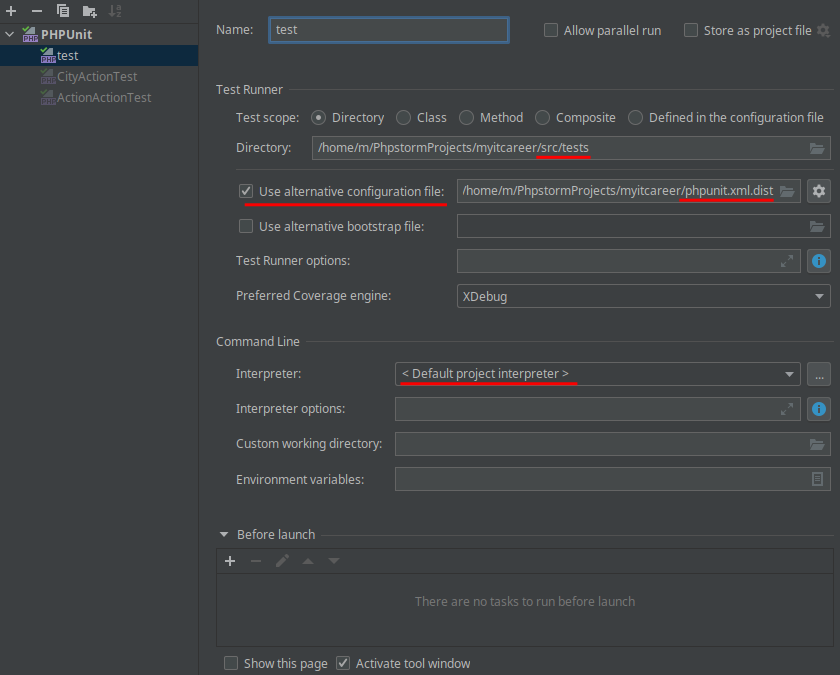 PHPUnit
test
CityActionTest
ActionActionTest
Name: test Allow parallel run Store as project file
Test Runner
Test scope: Directory Class Method Composite Defined in the configuration file
Directory: /home/m/PhpstormProjects/myitcareer/src/tests
Use alternative configuration file: /home/m/PhpstormProjects/myitcareer/phpunit.xml.dist
Use alternative bootstrap file:
Test Runner options:
Preferred Coverage engine: XDebug
Command Line
Interpreter: < Default project interpreter > ...
Interpreter options:
Custom working directory:
Environment variables:
Before launch
There are no tasks to run before launch
Show this page Activate tool window